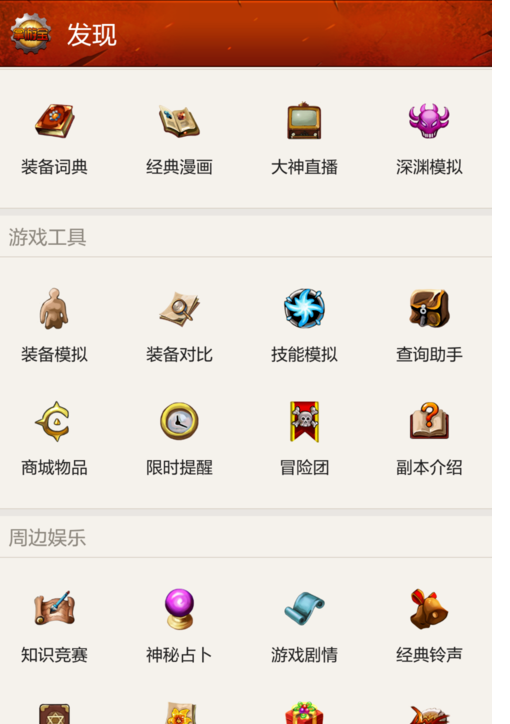 掌游宝 发现
装备词典 经典漫画 大神直播 深渊模拟
游戏工具
装备模拟 装备对比 技能模拟 查询助手
商城物品 限时提醒 冒险团 副本介绍
周边娱乐
知识竞赛 神秘占卜 游戏剧情 经典铃声